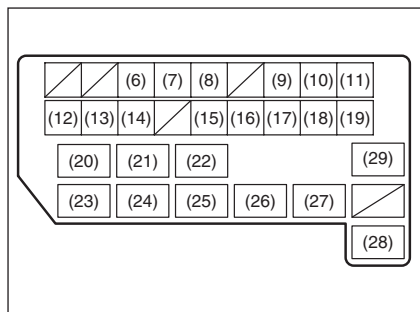 (6) (7) (8) (9) (10) (11)
(12) (13) (14) (15) (16) (17) (18) (19)
(20) (21) (22) (29)
(23) (24) (25) (26) (27)
(28)